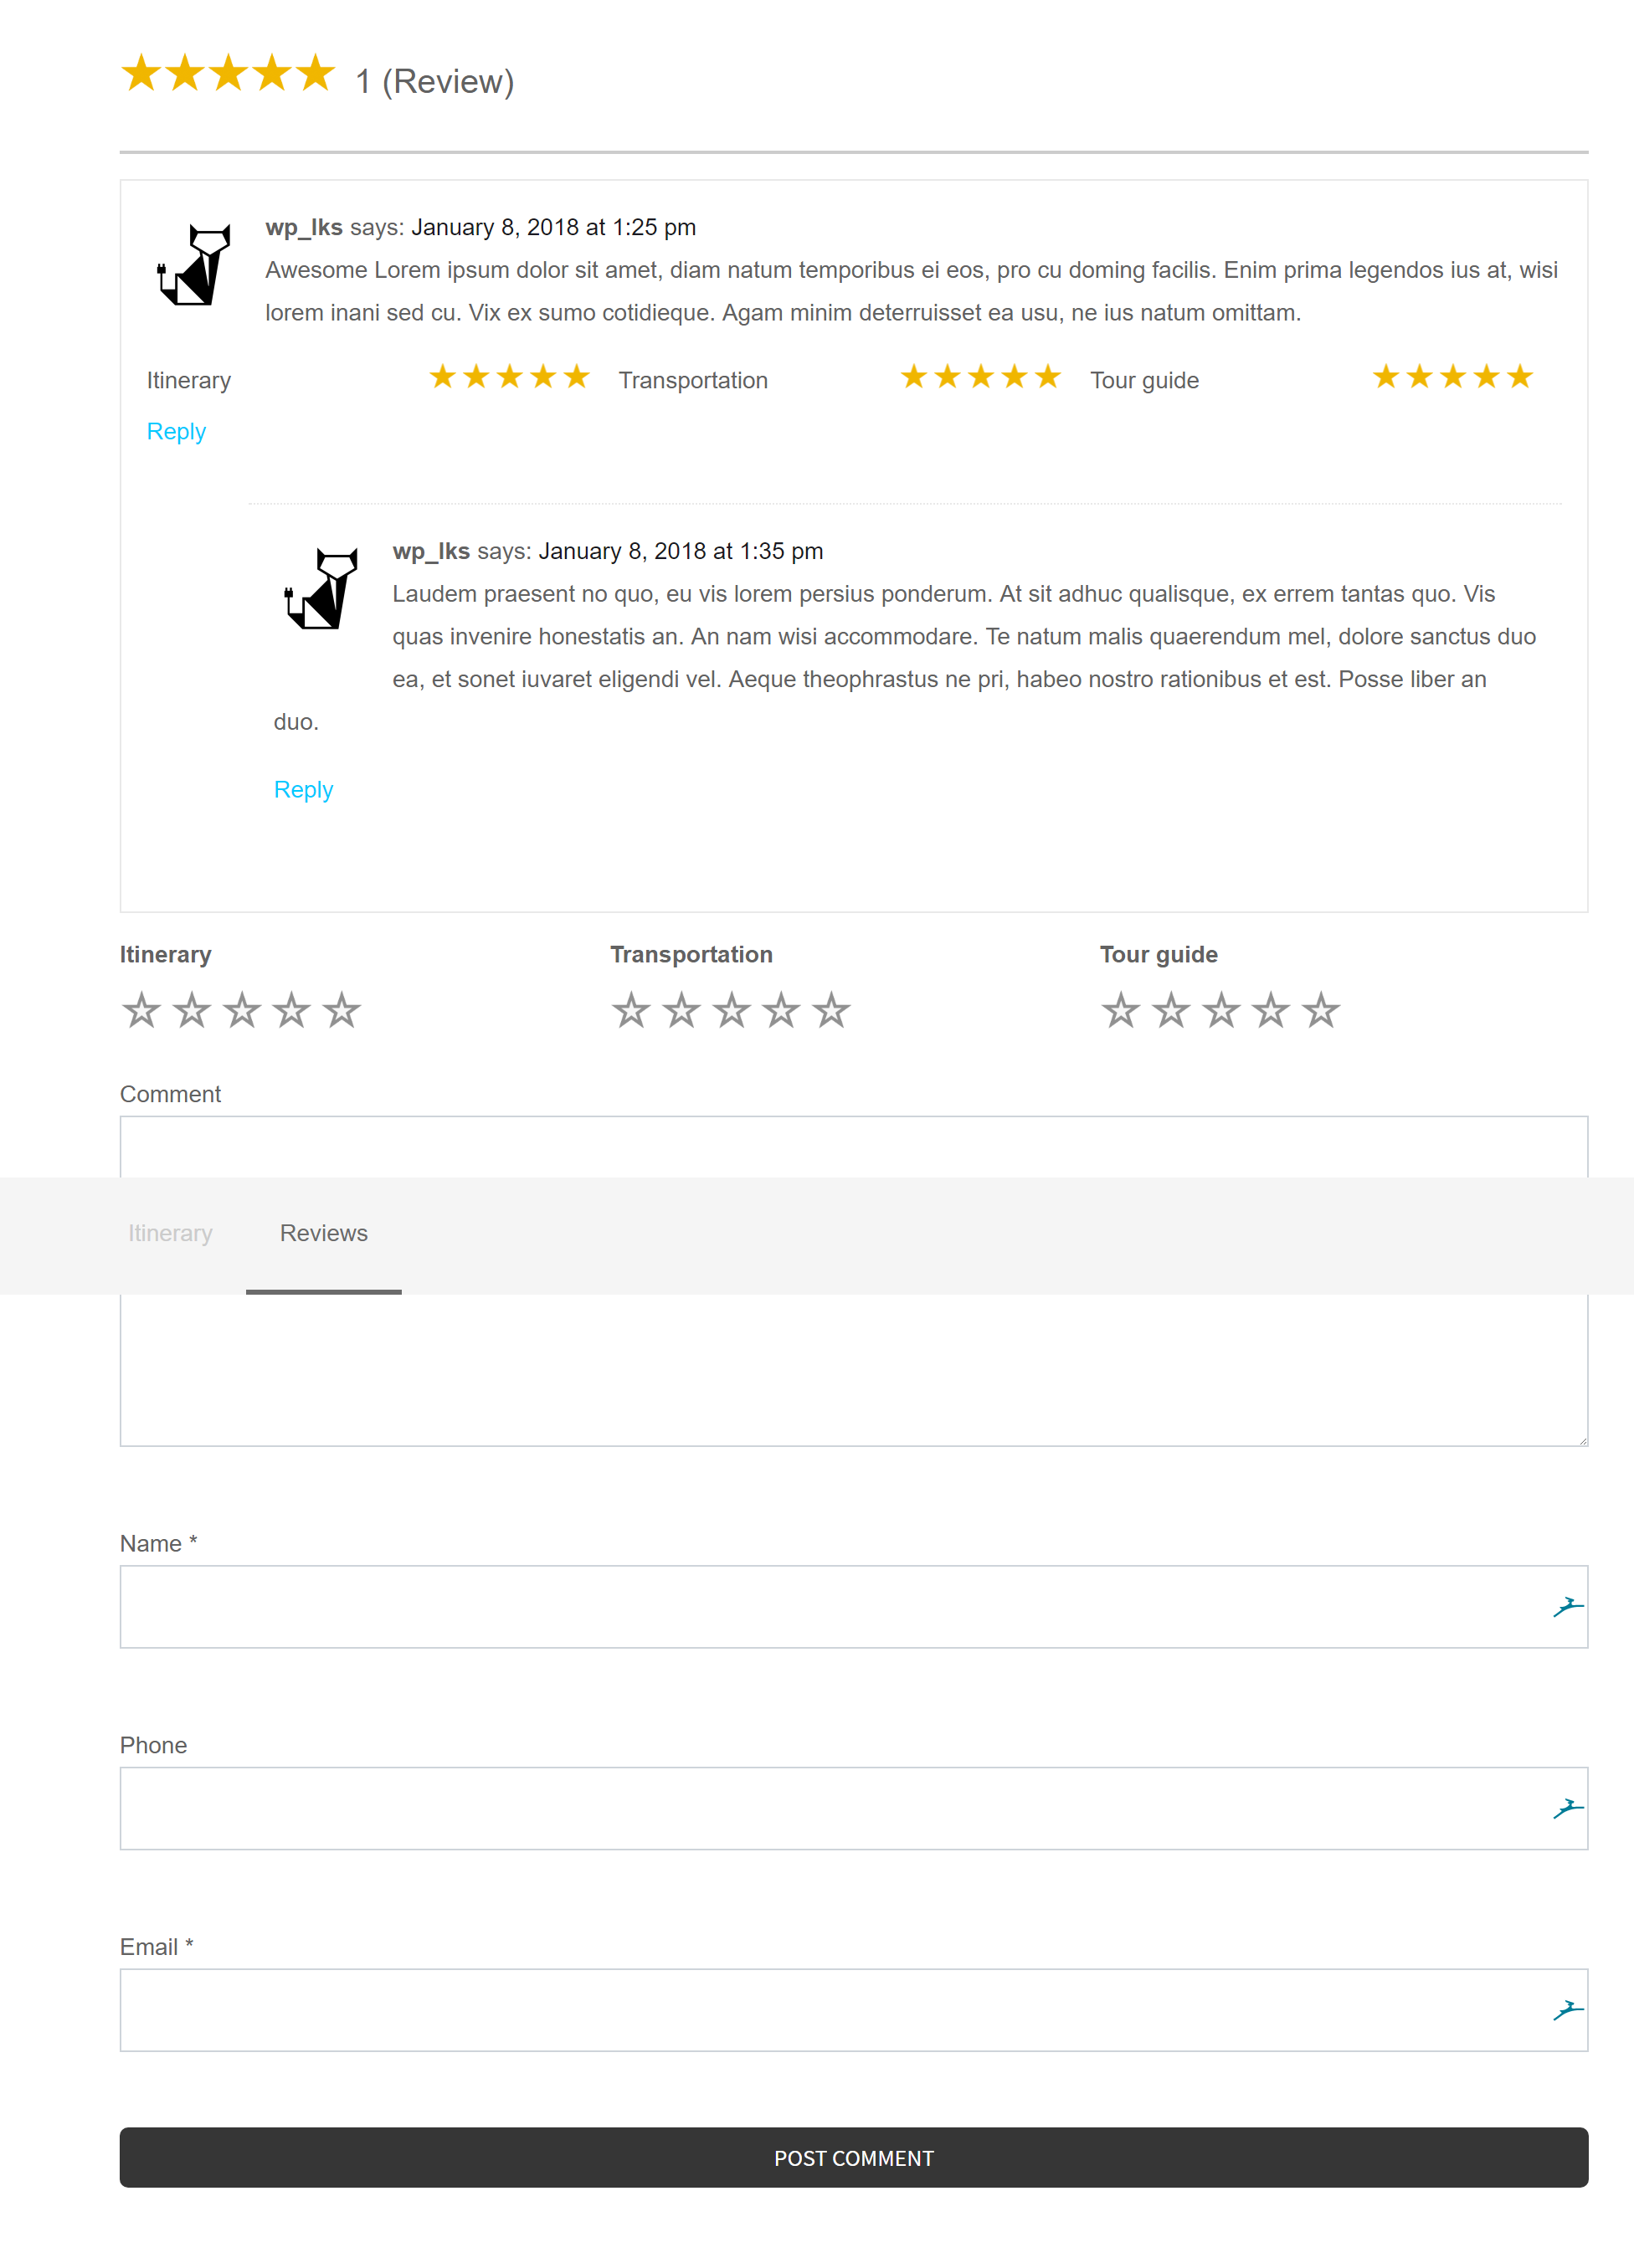 1 (Review)
wp_lks says: January 8, 2018 at 1:25 pm
Awesome Lorem ipsum dolor sit amet, diam natum temporibus ei eos, pro cu doming facilis. Enim prima legendos ius at, wisi
lorem inani sed cu. Vix ex sumo cotidieque. Agam minim deterruisset ea usu, ne ius natum omittam.
Itinerary Transportation Tour guide
Reply
wp_lks says: January 8, 2018 at 1:35 pm
Laudem praesent no quo, eu vis lorem persius ponderum. At sit adhuc qualisque, ex errem tantas quo. Vis
quas invenire honestatis an. An nam wisi accommodare. Te natum malis quaerendum mel, dolore sanctus duo
ea, et sonet iuvaret eligendi vel. Aeque theophrastus ne pri, habeo nostro rationibus et est. Posse liber an
duo.
Reply
Itinerary Transportation Tour guide
Comment
Itinerary Reviews
Name *
Phone
Email *
POST COMMENT